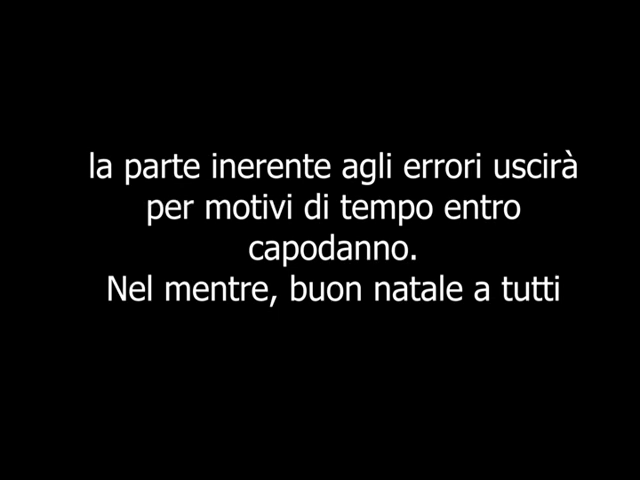 la parte inerente agli errori uscirà
per motivi di tempo entro
capodanno.
Nel mentre, buon natale a tutti